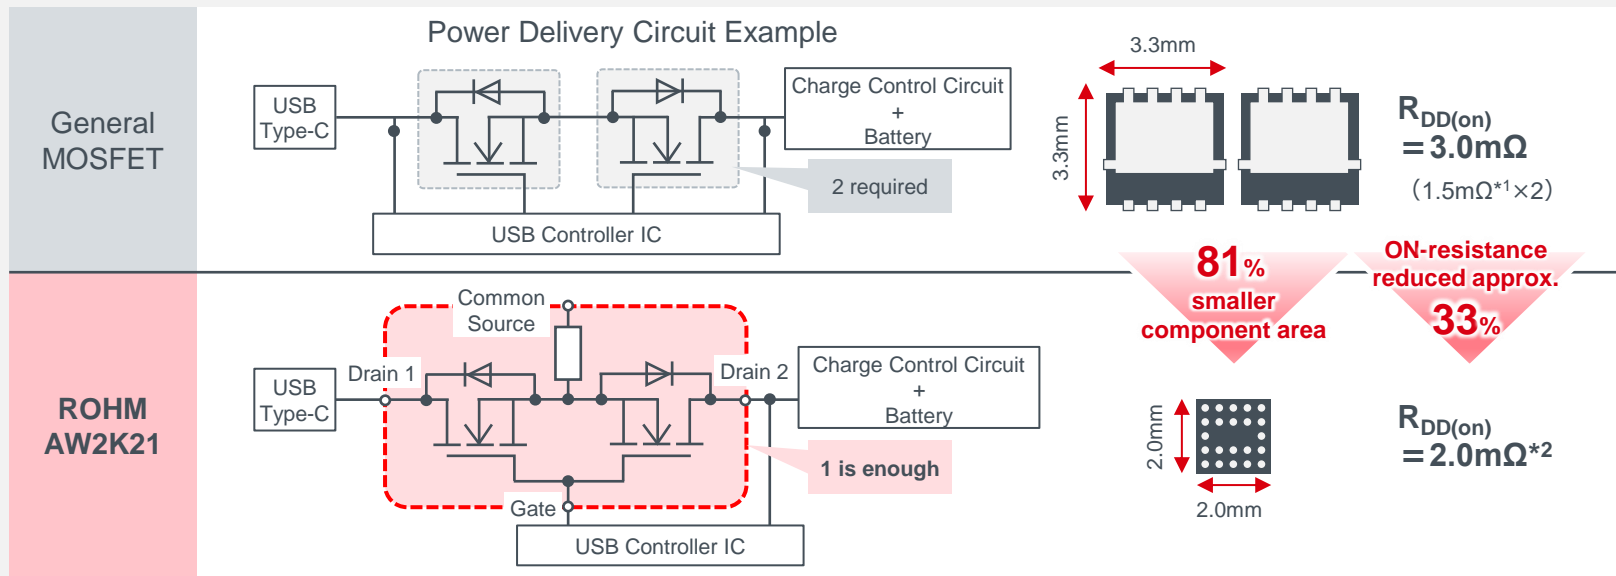 Power Delivery Circuit Example
General
MOSFET
USB
Type-C
Charge Control Circuit
+
Battery
2 required
USB Controller IC
3.3mm
3.3mm
RDD(on)
＝3.0mΩ
（1.5mΩ*1×2）
81%
smaller
component area
ON-resistance
reduced approx.
33%
ROHM
AW2K21
Common
Source
USB
Type-C
Drain 1
Drain 2
Charge Control Circuit
+
Battery
1 is enough
Gate
USB Controller IC
2.0mm
2.0mm
RDD(on)
＝2.0mΩ*2